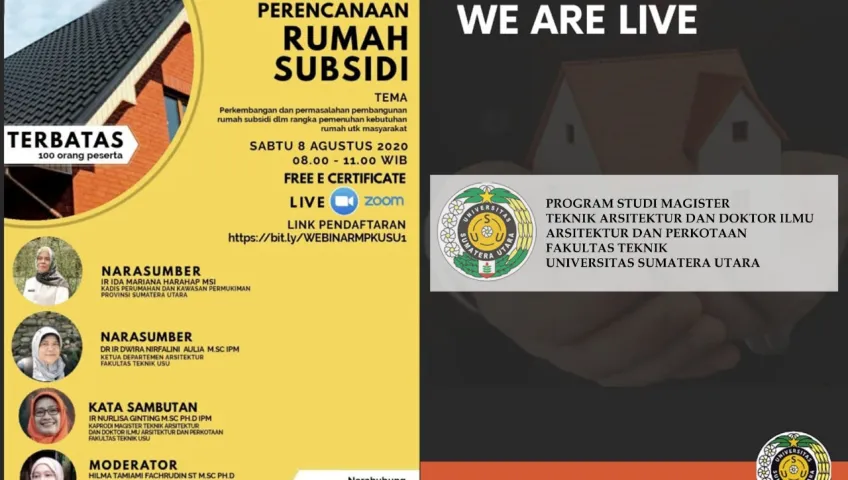 PERENCANAAN
RUMAH
SUBSIDI
TEMA
Perkembangan dan permasalahan pembangunan
rumah subsidi dlm rangka pemenuhan kebutuhan
rumah utk masyarakat
TERBATAS
100 orang peserta
SABTU 8 AGUSTUS 2020
08.00 - 11.00 WIB
FREE E CERTIFICATE
LIVE zoom
LINK PENDAFTARAN
https://bit.ly/WEBINARMPKUSU1
NARASUMBER
IR IDA MARIANA HARAHAP MSI
KADIS PERUMAHAN DAN KAWASAN PERMUKIMAN
PROVINSI SUMATERA UTARA
NARASUMBER
DR IR DWIRA NIRFALINI AULIA M.SC IPM
KETUA DEPARTEMEN ARSITEKTUR
FAKULTAS TEKNIK USU
KATA SAMBUTAN
IR NURLISA GINTING M.SC PH.D IPM
KAPRODI MAGISTER TEKNIK ARSITEKTUR
DAN DOKTOR ILMU ARSITEKTUR DAN PERKOTAAN
FAKULTAS TEKNIK USU
MODERATOR
HILMA TAMIAMI FACHRUDIN ST M.SC PH.D
Narahubung
WE ARE LIVE
UNIVERSITAS
SUMATERA UTARA
USU
PROGRAM STUDI MAGISTER
TEKNIK ARSITEKTUR DAN DOKTOR ILMU
ARSITEKTUR DAN PERKOTAAN
FAKULTAS TEKNIK
UNIVERSITAS SUMATERA UTARA
UNIVERSITAS